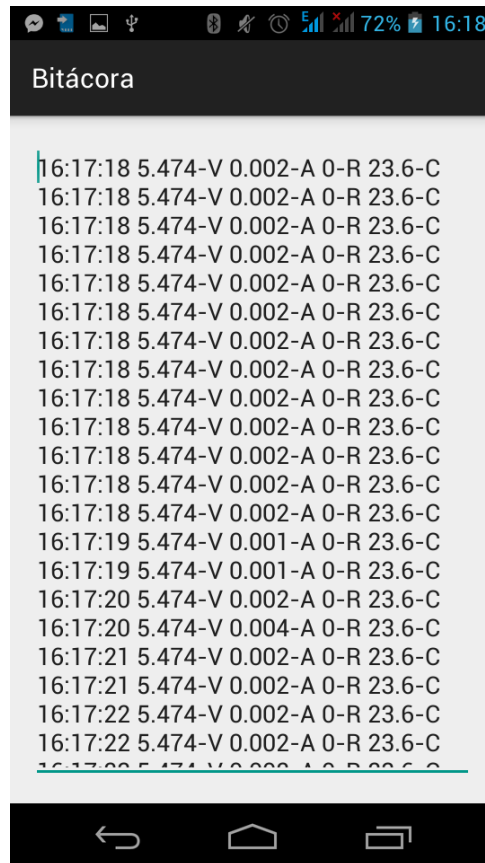 E 72% 16:18
Bitácora
16:17:18 5.474-V 0.002-A 0-R 23.6-C
16:17:18 5.474-V 0.002-A 0-R 23.6-C
16:17:18 5.474-V 0.002-A 0-R 23.6-C
16:17:18 5.474-V 0.002-A 0-R 23.6-C
16:17:18 5.474-V 0.002-A 0-R 23.6-C
16:17:18 5.474-V 0.002-A 0-R 23.6-C
16:17:18 5.474-V 0.002-A 0-R 23.6-C
16:17:18 5.474-V 0.002-A 0-R 23.6-C
16:17:18 5.474-V 0.002-A 0-R 23.6-C
16:17:18 5.474-V 0.002-A 0-R 23.6-C
16:17:18 5.474-V 0.002-A 0-R 23.6-C
16:17:18 5.474-V 0.002-A 0-R 23.6-C
16:17:18 5.474-V 0.002-A 0-R 23.6-C
16:17:19 5.474-V 0.001-A 0-R 23.6-C
16:17:19 5.474-V 0.001-A 0-R 23.6-C
16:17:20 5.474-V 0.002-A 0-R 23.6-C
16:17:20 5.474-V 0.004-A 0-R 23.6-C
16:17:21 5.474-V 0.002-A 0-R 23.6-C
16:17:21 5.474-V 0.002-A 0-R 23.6-C
16:17:22 5.474-V 0.002-A 0-R 23.6-C
16:17:22 5.474-V 0.002-A 0-R 23.6-C